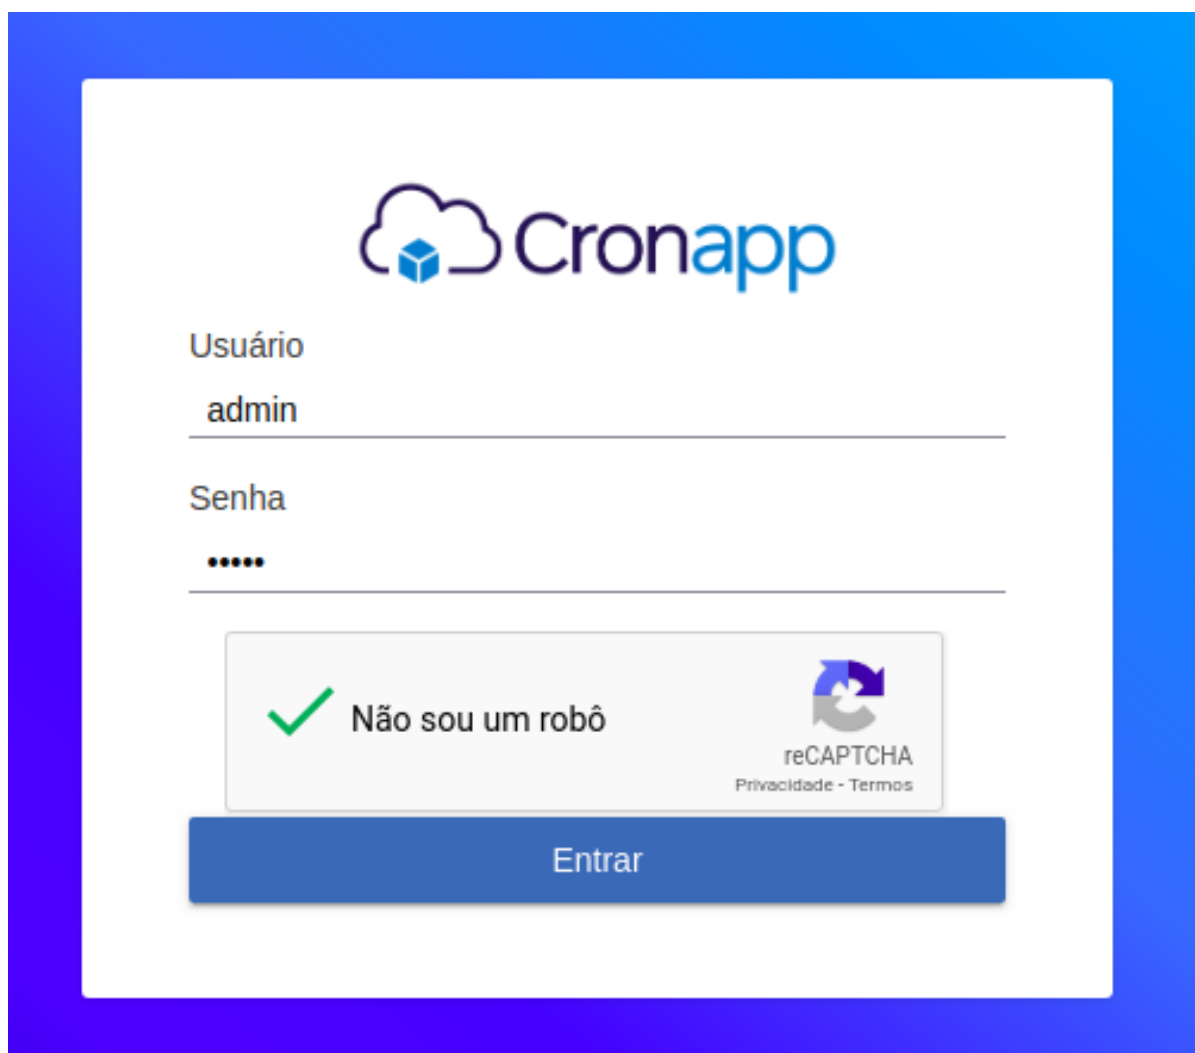 Cronapp
Usuário
admin
Senha
•••••
Não sou um robô
reCAPTCHA
Privacidade - Termos
Entrar